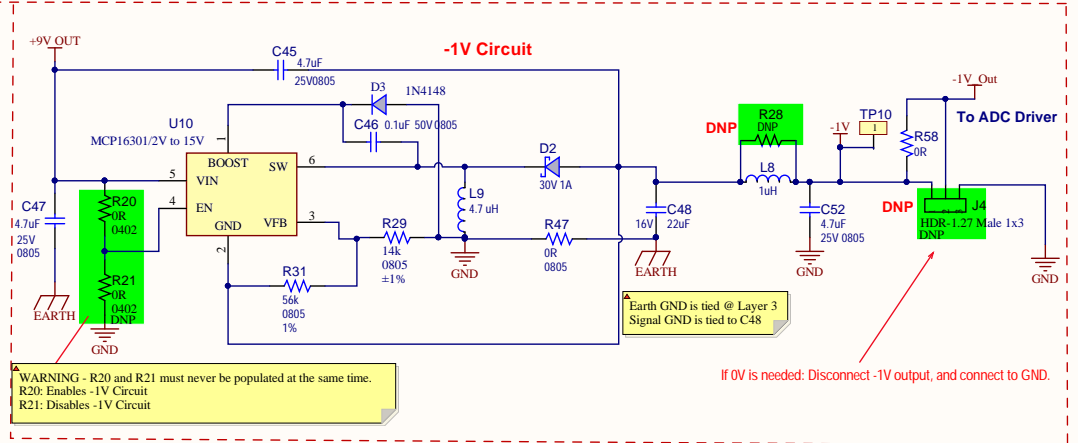 -1V Circuit
+9V OUT
C45
4.7uF
25V0805
D3
1N4148
C46
0.1uF 50V 0805
U10
MCP16301/2V to 15V
1
BOOST
5
VIN
SW
6
4
EN
GND
VFB
3
2
R20
0R
0402
R21
0R
0402
DNP
GND
C47
4.7uF
25V
0805
EARTH
R29
14k
0805
±1%
R31
56k
0805
1%
L9
4.7 uH
GND
D2
30V 1A
R47
0R
0805
C48
16V
22uF
EARTH
DNP
R28
DNP
L8
1uH
C52
4.7uF
25V 0805
GND
-1V
TP10
1
R58
0R
-1V_Out
To ADC Driver
DNP
1
2
3
J4
HDR-1.27 Male 1x3
DNP
GND
Earth GND is tied @ Layer 3
Signal GND is tied to C48
WARNING - R20 and R21 must never be populated at the same time.
R20: Enables -1V Circuit
R21: Disables -1V Circuit
If 0V is needed: Disconnect -1V output, and connect to GND.